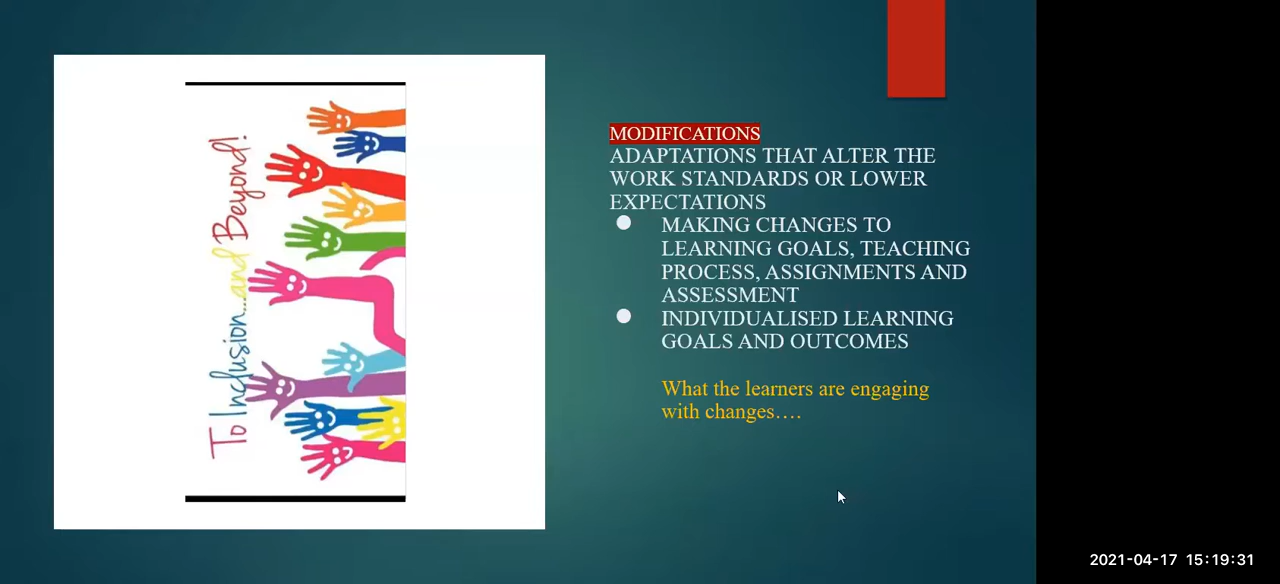 To Inclusion...and Beyond!
MODIFICATIONS
ADAPTATIONS THAT ALTER THE
WORK STANDARDS OR LOWER
EXPECTATIONS
MAKING CHANGES TO
LEARNING GOALS, TEACHING
PROCESS, ASSIGNMENTS AND
ASSESSMENT
INDIVIDUALISED LEARNING
GOALS AND OUTCOMES
What the learners are engaging
with changes….
2021-04-17 15:19:31